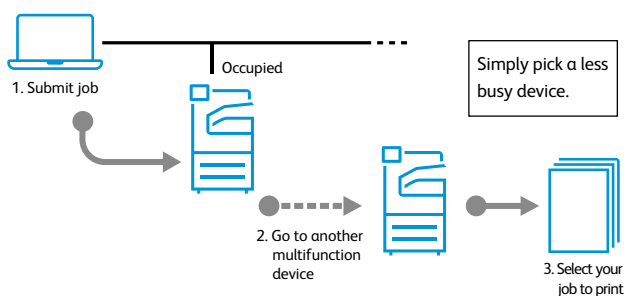 1. Submit job
Occupied
Simply pick a less
busy device.
2. Go to another
multifunction
device
3. Select your
job to print